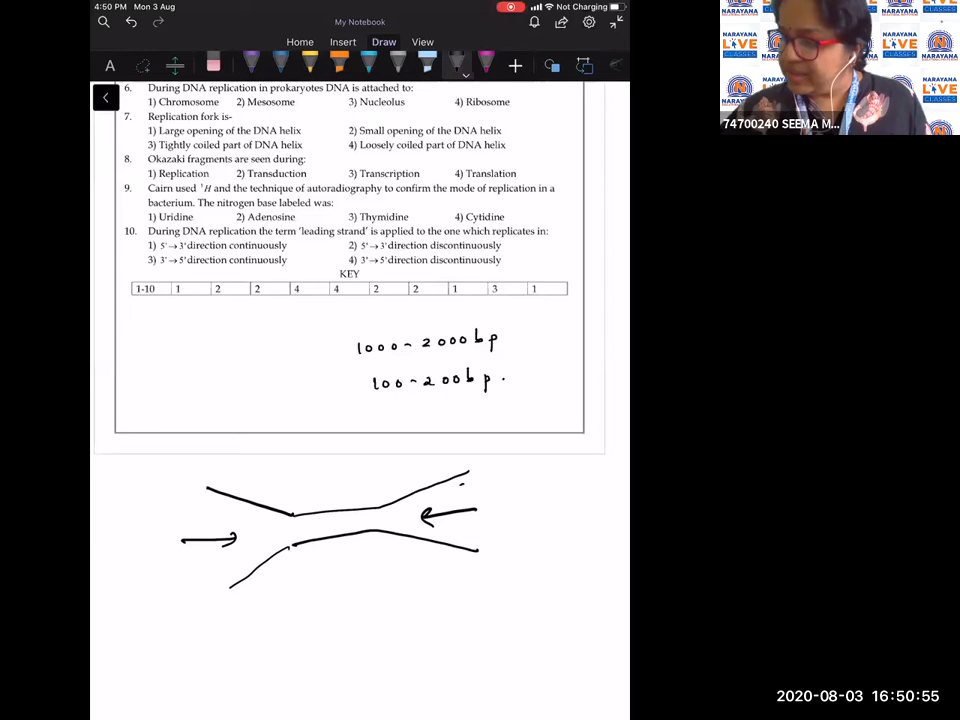 4:50 PM Mon 3 Aug
Not Charging
My Notebook
Home Insert Draw View
A
6. During DNA replication in prokaryotes DNA is attached to:
1) Chromosome 2) Mesosome 3) Nucleolus 4) Ribosome
7. Replication fork is-
1) Large opening of the DNA helix 2) Small opening of the DNA helix
3) Tightly coiled part of DNA helix 4) Loosely coiled part of DNA helix
8. Okazaki fragments are seen during:
1) Replication 2) Transduction 3) Transcription 4) Translation
9. Cairn used ¹H and the technique of autoradiography to confirm the mode of replication in a
bacterium. The nitrogen base labeled was:
1) Uridine 2) Adenosine 3) Thymidine 4) Cytidine
10. During DNA replication the term 'leading strand' is applied to the one which replicates in:
1) 5' → 3' direction continuously 2) 5' → 3' direction discontinuously
3) 3' → 5' direction continuously 4) 3' → 5' direction discontinuously
KEY
1-10 1 2 2 4 4 2 2 1 3 1
1000 - 2000 bp
100 - 200 bp.
NARAYANA
LIVE
CLASSES
74700240 SEEMA M...
2020-08-03 16:50:55